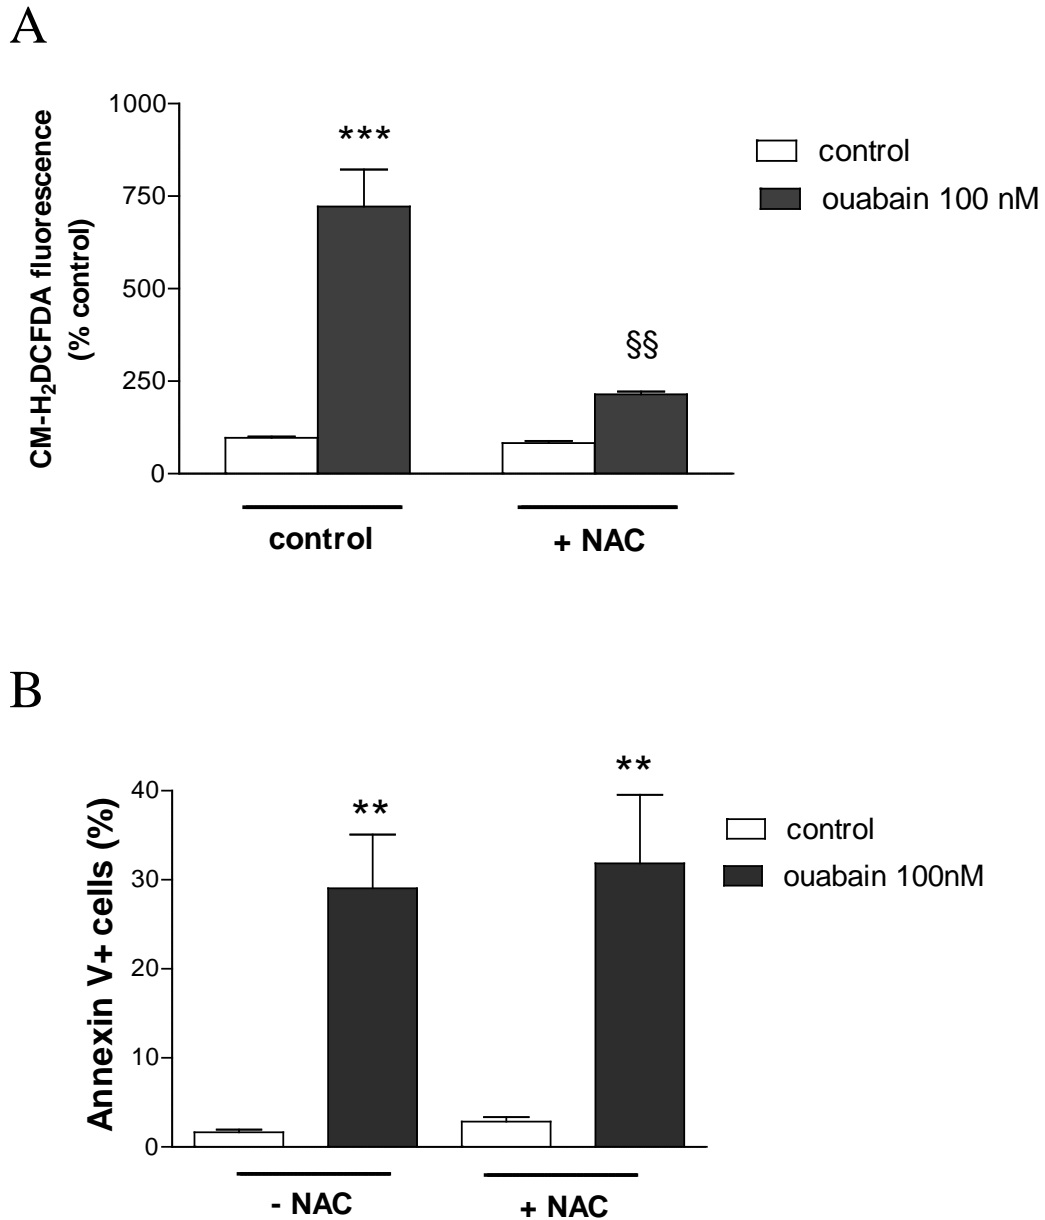 A
CM-H₂DCFDA fluorescence
(% control)
1000
750
500
250
0
***
§§
control
ouabain 100 nM
control
+ NAC
B
Annexin V+ cells (%)
40
30
20
10
0
**
**
control
ouabain 100nM
- NAC
+ NAC